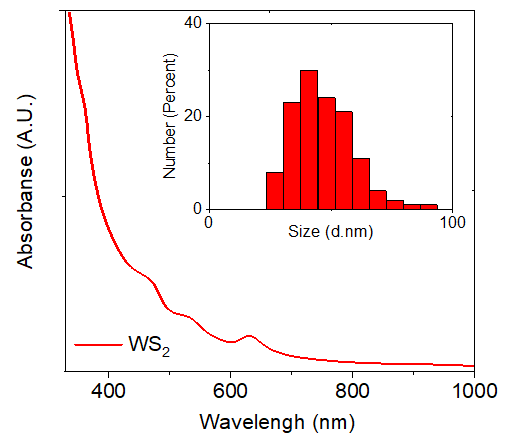 Absorbanse (A.U.)
40
20
0
Number (Percent)
0
100
Size (d.nm)
WS₂
400
600
800
1000
Wavelengh (nm)